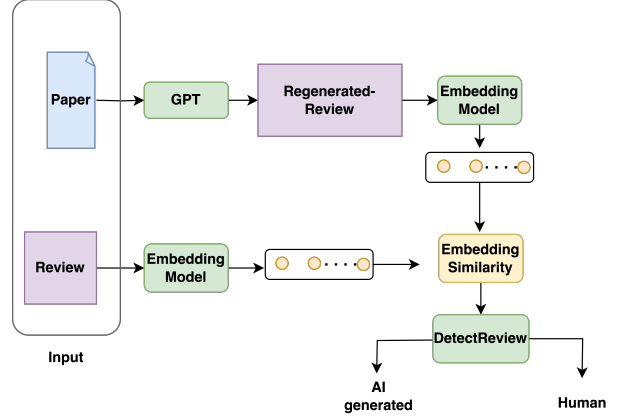 Paper
GPT
Regenerated-
Review
Embedding
Model
Review
Embedding
Model
Embedding
Similarity
DetectReview
Input
AI
generated
Human